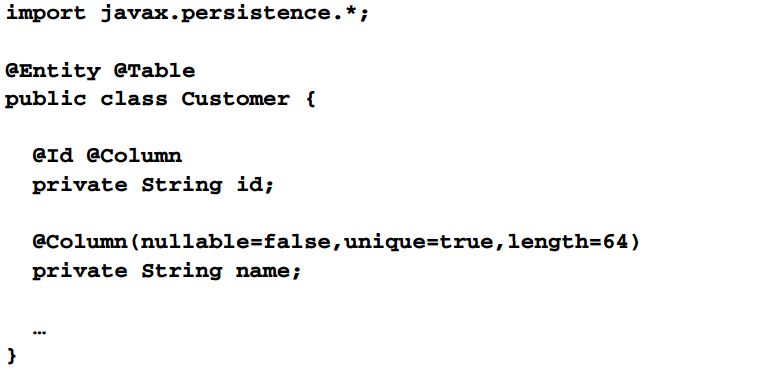 import javax.persistence.*;
@Entity @Table
public class Customer {
@Id @Column
private String id;
@Column(nullable=false,unique=true,length=64)
private String name;
…
}